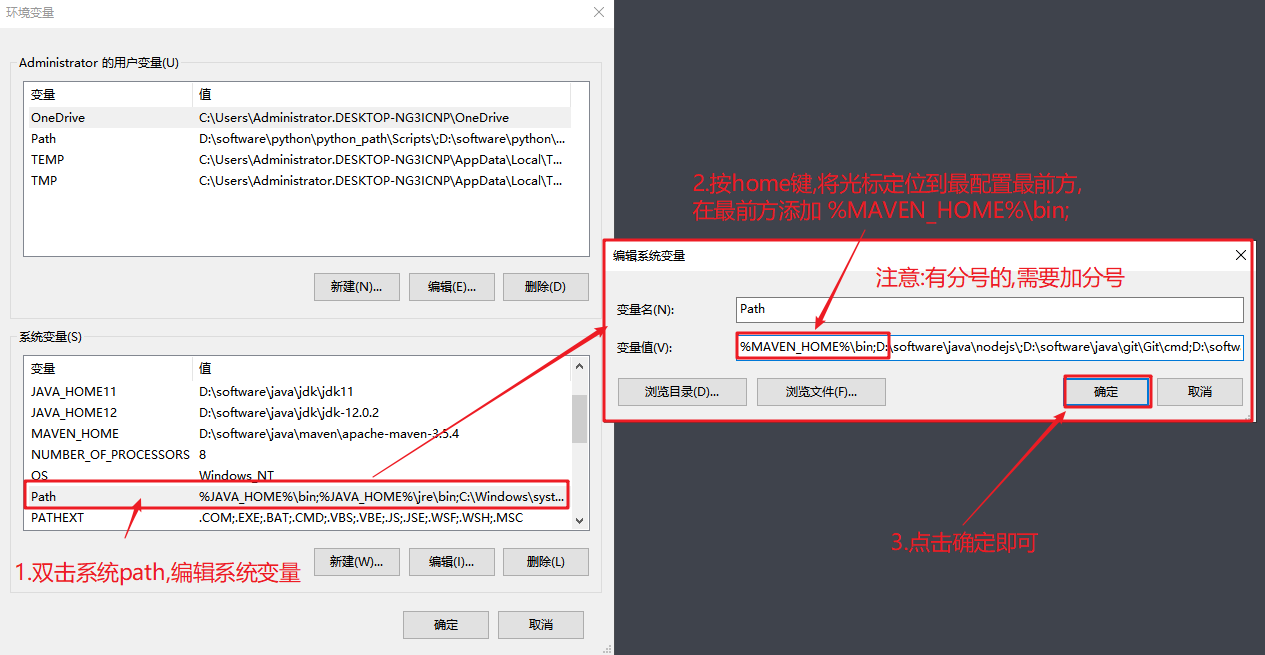 环境变量
Administrator 的用户变量(U)
变量 值
OneDrive C:\Users\Administrator.DESKTOP-NG3ICNP\OneDrive
Path D:\software\python\python_path\Scripts\;D:\software\python\...
TEMP C:\Users\Administrator.DESKTOP-NG3ICNP\AppData\Local\T...
TMP C:\Users\Administrator.DESKTOP-NG3ICNP\AppData\Local\T...
新建(N)... 编辑(E)... 删除(D)
系统变量(S)
变量 值
JAVA_HOME11 D:\software\java\jdk\jdk11
JAVA_HOME12 D:\software\java\jdk\jdk-12.0.2
MAVEN_HOME D:\software\java\maven\apache-maven-3.5.4
NUMBER_OF_PROCESSORS 8
OS Windows_NT
Path %JAVA_HOME%\bin;%JAVA_HOME%\jre\bin;C:\Windows\syst...
PATHEXT .COM;.EXE;.BAT;.CMD;.VBS;.VBE;.JS;.JSE;.WSF;.WSH;.MSC
新建(W)... 编辑(I)... 删除(L)
1.双击系统path,编辑系统变量
确定 取消
2.按home键,将光标定位到最配置最前方,
在最前方添加 %MAVEN_HOME%\bin;
编辑系统变量
注意:有分号的,需要加分号
变量名(N): Path
变量值(V): %MAVEN_HOME%\bin;D:\software\java\nodejs\;D:\software\java\git\Git\cmd;D:\softwa
浏览目录(D)... 浏览文件(F)... 确定 取消
3.点击确定即可